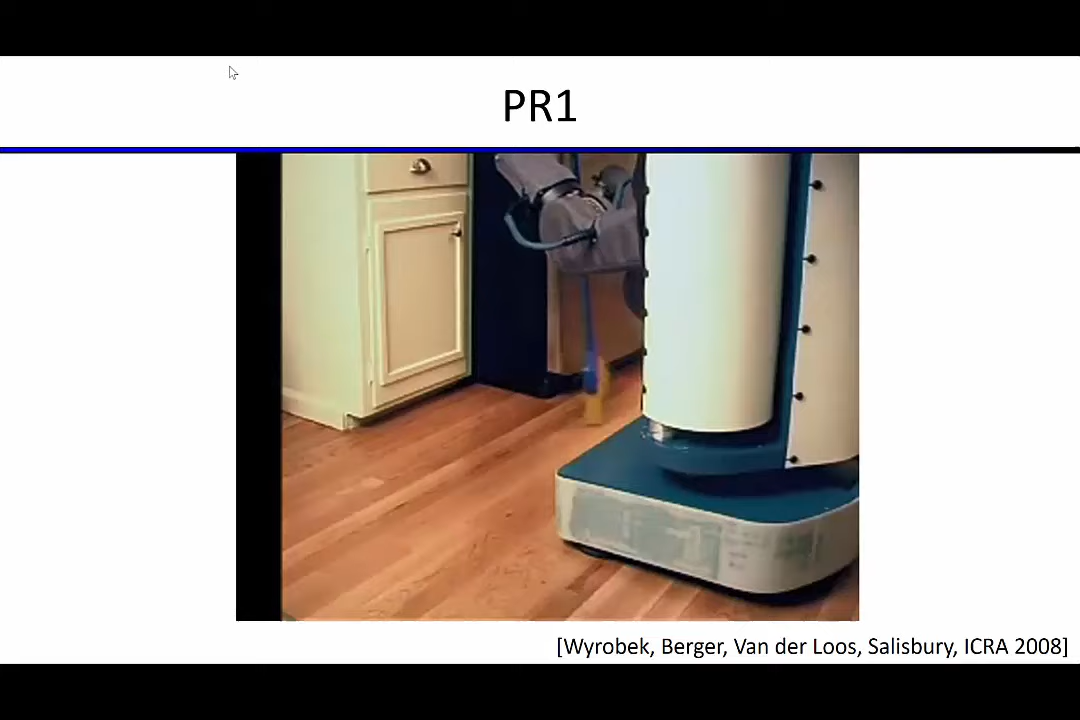 PR1
[Wyrobek, Berger, Van der Loos, Salisbury, ICRA 2008]